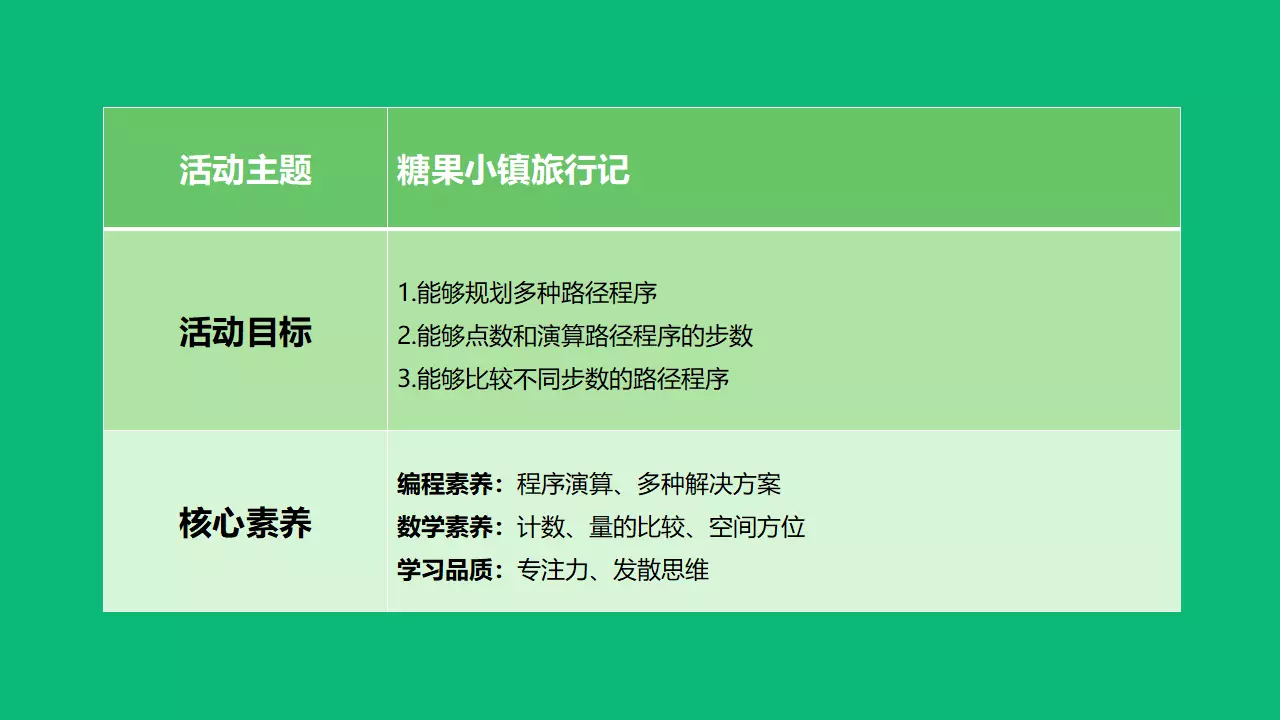 活动主题
糖果小镇旅行记
活动目标
1.能够规划多种路径程序
2.能够点数和演算路径程序的步数
3.能够比较不同步数的路径程序
核心素养
编程素养：程序演算、多种解决方案
数学素养：计数、量的比较、空间方位
学习品质：专注力、发散思维